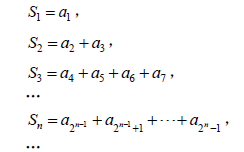 S₁ = a₁，
S₂ = a₂ + a₃，
S₃ = a₄ + a₅ + a₆ + a₇，
…
Sₙ = a_{2^{n-1}} + a_{2^{n-1}+1} + ⋯ + a_{2^n-1}，
…